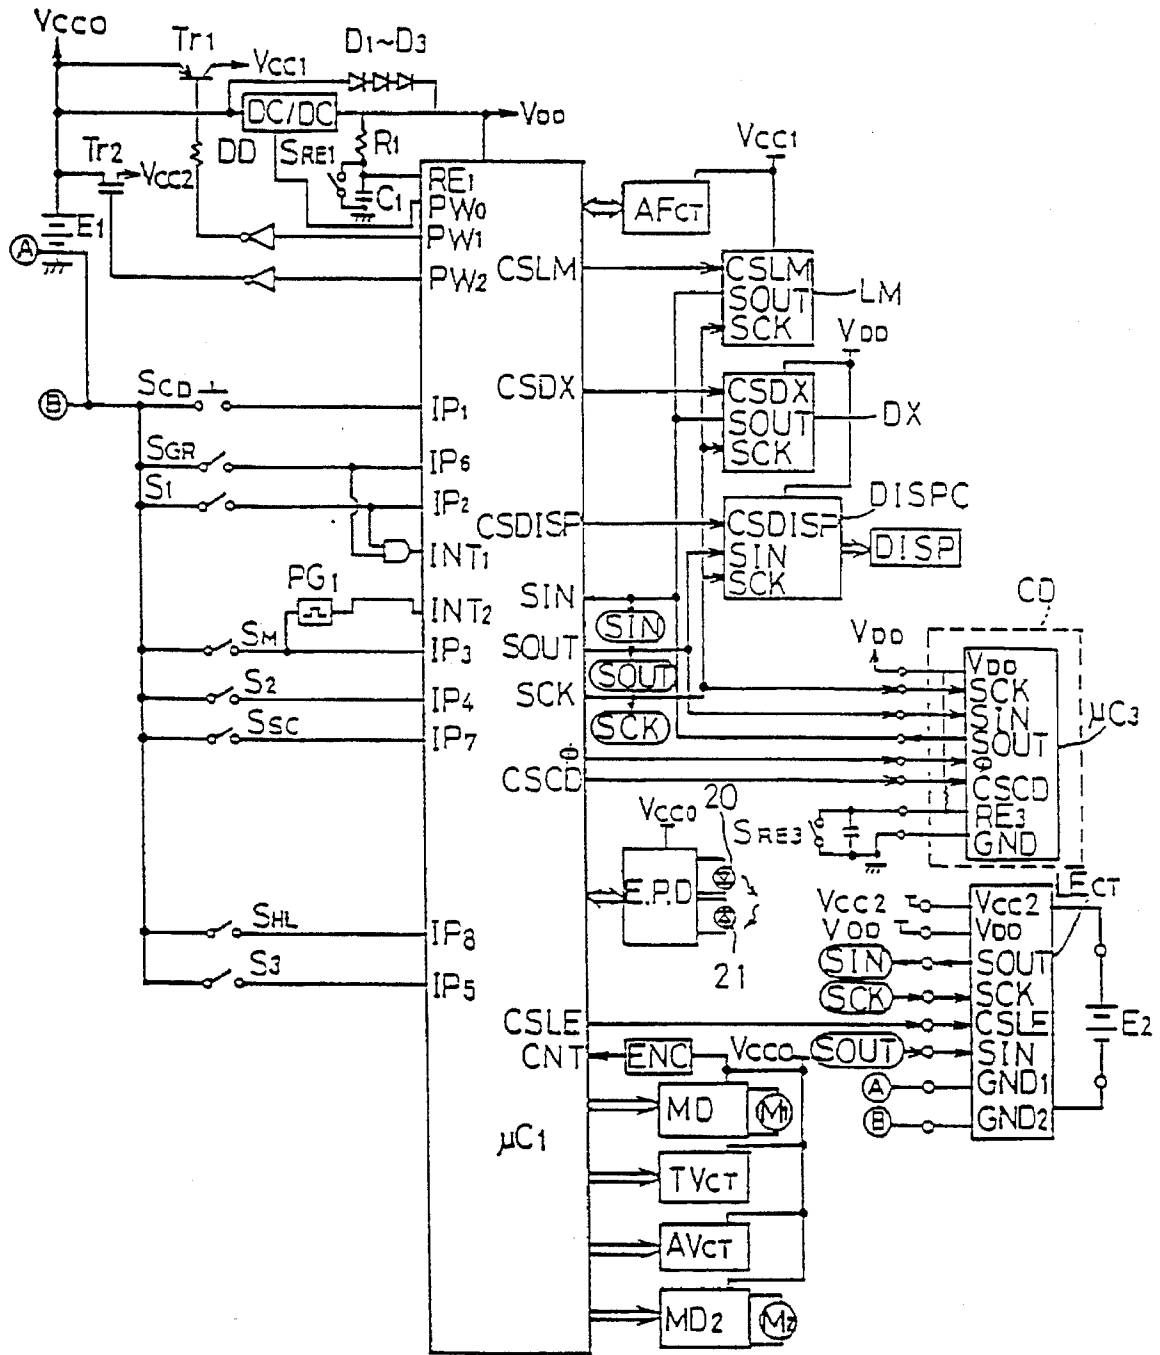 Vcco
Tr1
Vcc1
D1~D3
DC/DC
VDD
DD
SRE1
R1
C1
Tr2
Vcc2
E1
A
RE1
PW0
PW1
PW2
Vcc1
AFCT
CSLM
CSLM
SOUT
SCK
LM
VDD
B
SCD
IP1
CSDX
CSDX
SOUT
SCK
DX
SGR
IP6
S1
IP2
INT1
CSDISP
CSDISP
SIN
SCK
DISPC
DISP
PG1
INT2
SM
IP3
S2
IP4
SSC
IP7
SIN
SIN
SOUT
SOUT
SCK
SCK
Φ
CSCD
CD
VDD
VDD
SCK
SIN
SOUT
Φ
CSCD
RE3
GND
μC3
SRE3
Vcco
20
E.P.D
21
SHL
IP8
S3
IP5
ECT
Vcc2
Vcc2
VDD
VDD
SIN
SOUT
SCK
SCK
CSLE
CSLE
SOUT
SIN
A
GND1
B
GND2
E2
CNT
ENC
Vcco
MD
M1
μC1
TVCT
AVCT
MD2
M2